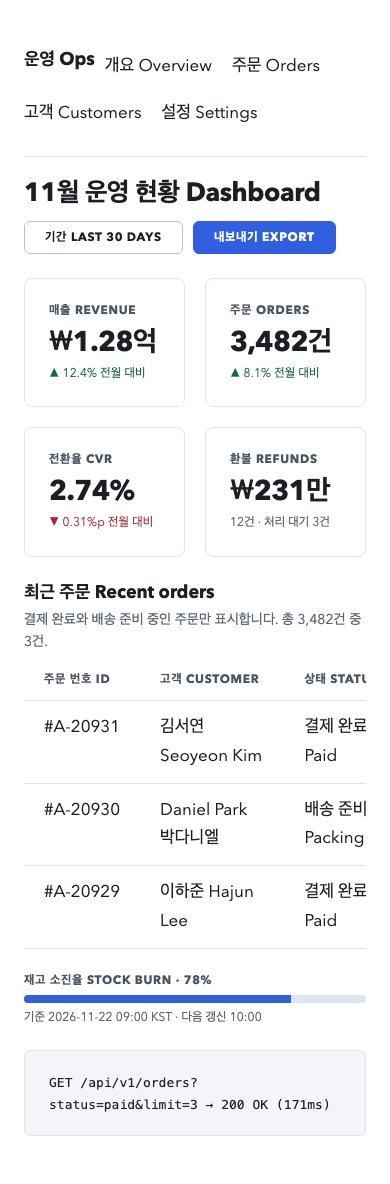 운영 Ops 개요 Overview 주문 Orders
고객 Customers 설정 Settings
11월 운영 현황 Dashboard
기간 LAST 30 DAYS 내보내기 EXPORT
매출 REVENUE
₩1.28억
▲ 12.4% 전월 대비
주문 ORDERS
3,482건
▲ 8.1% 전월 대비
전환율 CVR
2.74%
▼ 0.31%p 전월 대비
환불 REFUNDS
₩231만
12건 · 처리 대기 3건
최근 주문 Recent orders
결제 완료와 배송 준비 중인 주문만 표시합니다. 총 3,482건 중
3건.
주문 번호 ID 고객 CUSTOMER 상태 STATU
#A-20931 김서연 결제 완료
Seoyeon Kim Paid
#A-20930 Daniel Park 배송 준비
박다니엘 Packing
#A-20929 이하준 Hajun 결제 완료
Lee Paid
재고 소진율 STOCK BURN · 78%
기준 2026-11-22 09:00 KST · 다음 갱신 10:00
GET /api/v1/orders?
status=paid&limit=3 → 200 OK (171ms)